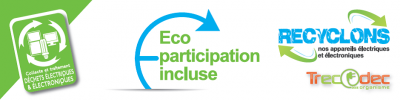 Collecte et traitement
DÉCHETS ÉLECTRIQUES
& ÉLECTRONIQUES
Eco
participation
incluse
RECYCLONS
nos appareils électriques
et électroniques
Trecodec
organisme